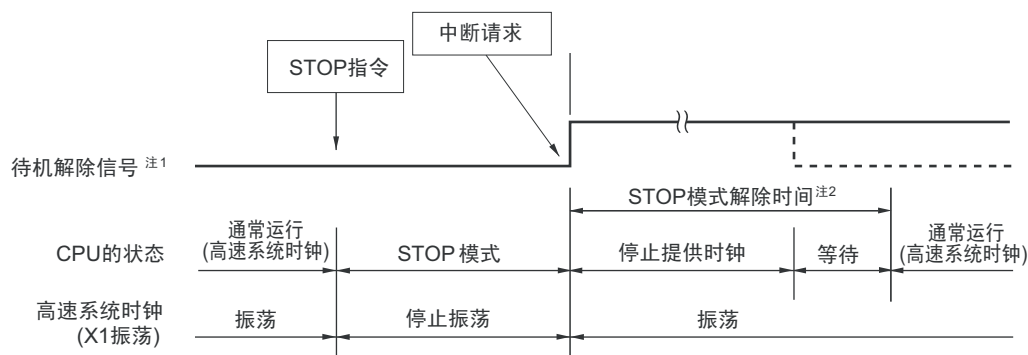 中断请求
STOP指令
待机解除信号 注1
STOP模式解除时间注2
CPU的状态
通常运行
(高速系统时钟)
STOP 模式
停止提供时钟
等待
通常运行
(高速系统时钟)
高速系统时钟
(X1振荡)
振荡
停止振荡
振荡